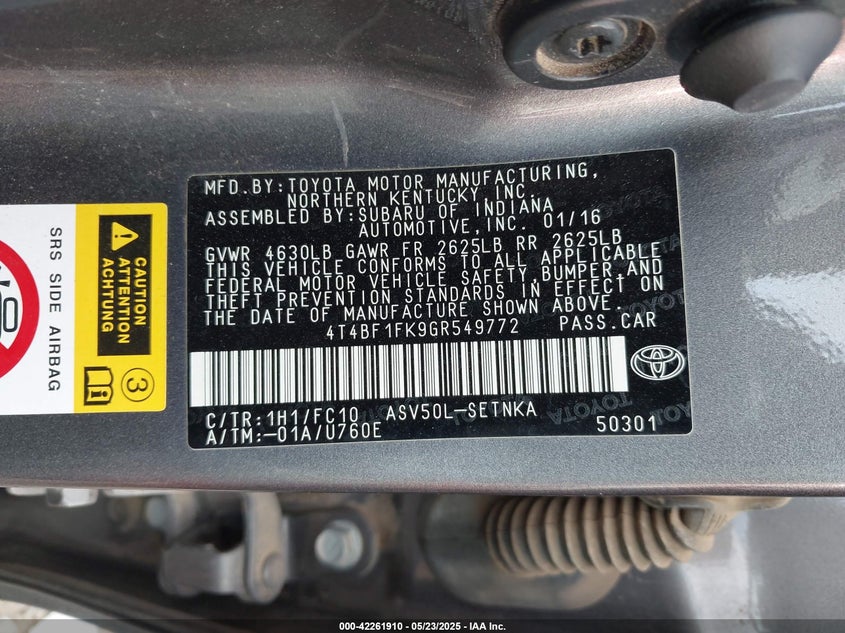 MFD.BY:TOYOTA MOTOR MANUFACTURING,
NORTHERN KENTUCKY INC.
ASSEMBLED BY:SUBARU OF INDIANA
AUTOMOTIVE,INC. 01/16
GVWR 4630LB GAWR FR 2625LB RR 2625LB
THIS VEHICLE CONFORMS TO ALL APPLICABLE
FEDERAL MOTOR VEHICLE SAFETY,BUMPER,AND
THEFT PREVENTION STANDARDS IN EFFECT ON
THE DATE OF MANUFACTURE SHOWN ABOVE.
4T4BF1FK9GR549772 PASS.CAR
C/TR:1H1/FC10 ASV50L-SETNKA
A/TM:-01A/U760E 50301
SRS SIDE AIRBAG
CAUTION
ATTENTION
ACHTUNG
3
000-42261910 - 05/23/2025 - IAA Inc.